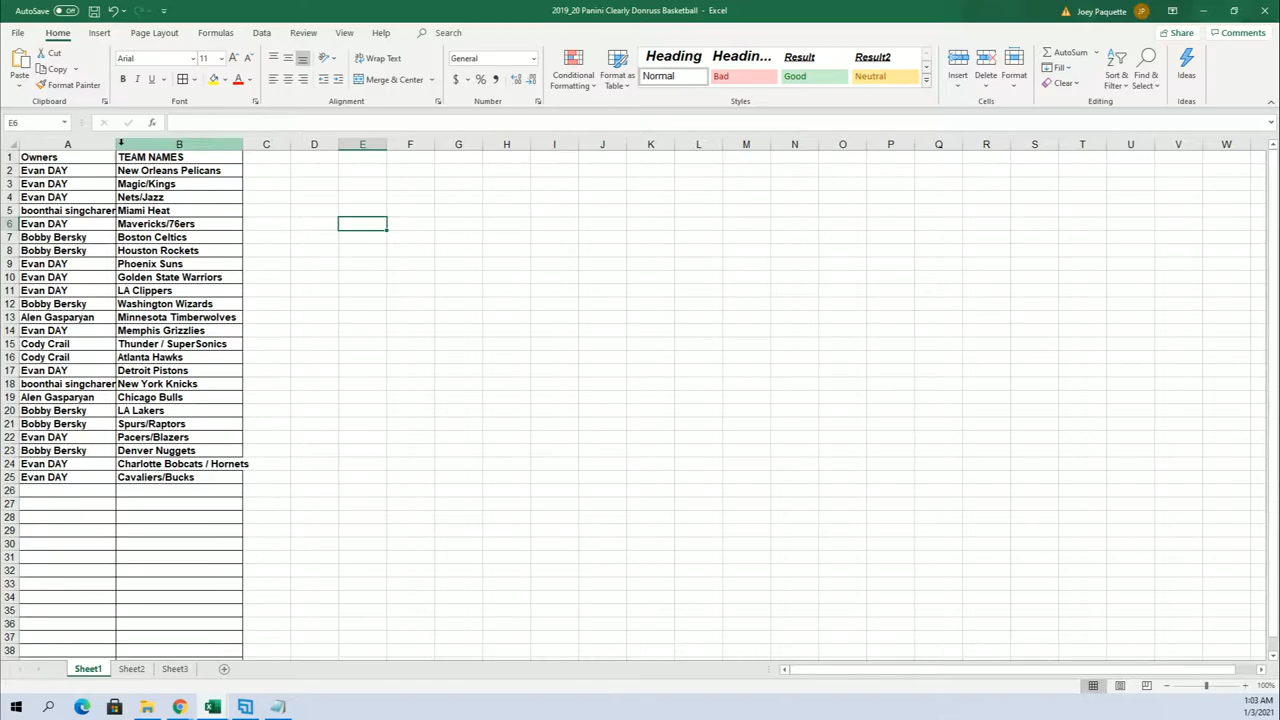 AutoSave Off 2019_20 Panini Clearly Donruss Basketball - Excel Joey Paquette JP
File Home Insert Page Layout Formulas Data Review View Help Search Share Comments
Paste Cut Copy Format Painter Clipboard
Arial 11 B I U A Font
Wrap Text Merge & Center Alignment
General $ % Number
Conditional Formatting Format as Table
Heading Headin... Result Result2
Normal Bad Good Neutral
Styles
Insert Delete Format Cells
AutoSum Fill Clear Sort & Filter Find & Select Editing
Ideas Ideas
E6 fx
A B C D E F G H I J K L M N O P Q R S T U V W
1 Owners TEAM NAMES
2 Evan DAY New Orleans Pelicans
3 Evan DAY Magic/Kings
4 Evan DAY Nets/Jazz
5 boonthai singcharer Miami Heat
6 Evan DAY Mavericks/76ers
7 Bobby Bersky Boston Celtics
8 Bobby Bersky Houston Rockets
9 Evan DAY Phoenix Suns
10 Evan DAY Golden State Warriors
11 Evan DAY LA Clippers
12 Bobby Bersky Washington Wizards
13 Alen Gasparyan Minnesota Timberwolves
14 Evan DAY Memphis Grizzlies
15 Cody Crail Thunder / SuperSonics
16 Cody Crail Atlanta Hawks
17 Evan DAY Detroit Pistons
18 boonthai singcharer New York Knicks
19 Alen Gasparyan Chicago Bulls
20 Bobby Bersky LA Lakers
21 Bobby Bersky Spurs/Raptors
22 Evan DAY Pacers/Blazers
23 Bobby Bersky Denver Nuggets
24 Evan DAY Charlotte Bobcats / Hornets
25 Evan DAY Cavaliers/Bucks
26
27
28
29
30
31
32
33
34
35
36
37
38
Sheet1 Sheet2 Sheet3
100%
1:03 AM
1/3/2021